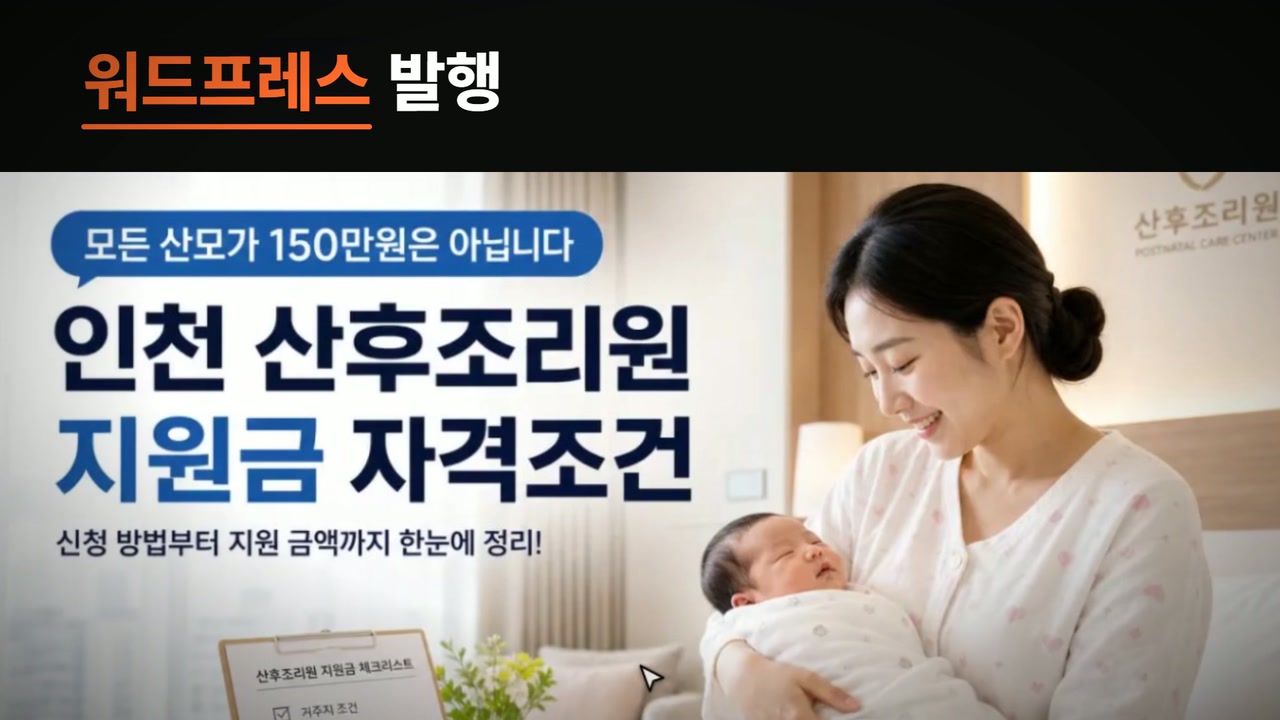 워드프레스 발행
산후조리원
POSTNATAL CARE CENTER
모든 산모가 150만원은 아닙니다
인천 산후조리원
지원금 자격조건
신청 방법부터 지원 금액까지 한눈에 정리!
산후조리원 지원금 체크리스트
거주지 조건